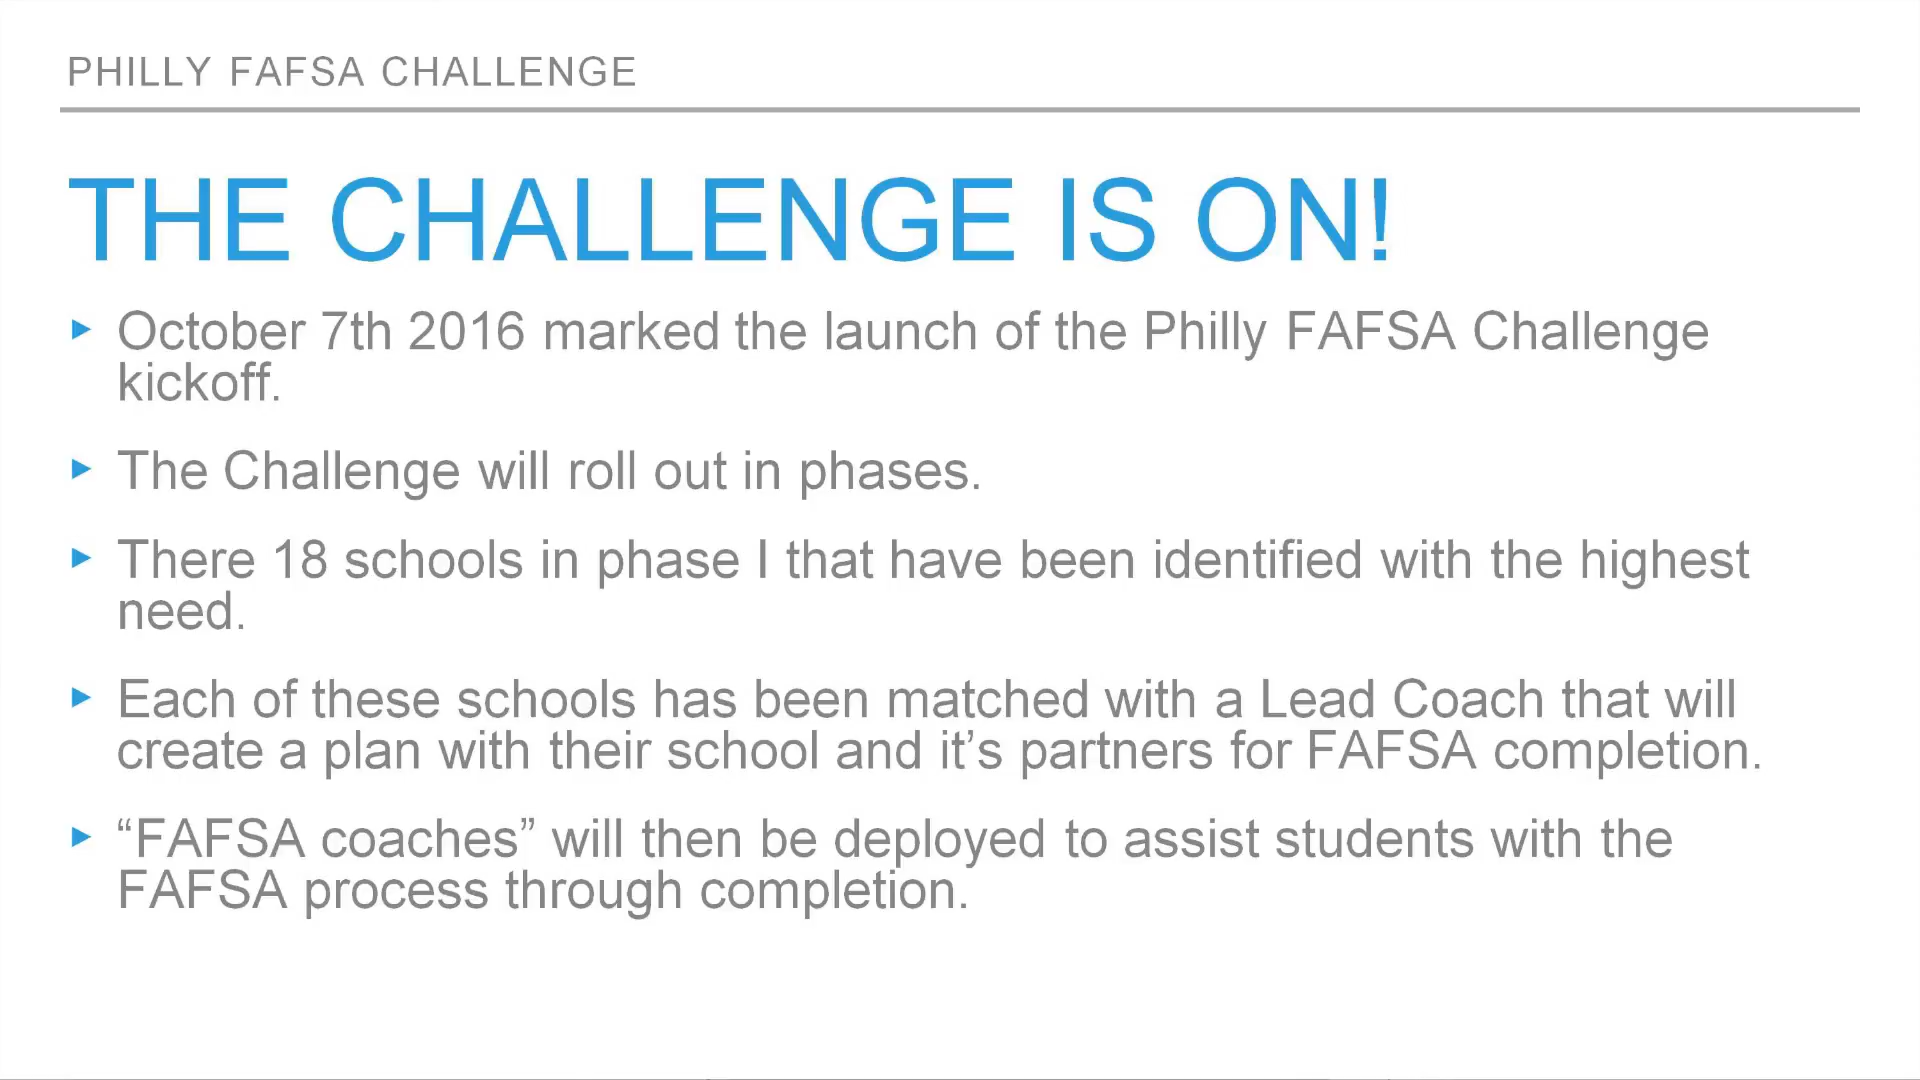 PHILLY FAFSA CHALLENGE
THE CHALLENGE IS ON!
▸ October 7th 2016 marked the launch of the Philly FAFSA Challenge
kickoff.
▸ The Challenge will roll out in phases.
▸ There 18 schools in phase I that have been identified with the highest
need.
▸ Each of these schools has been matched with a Lead Coach that will
create a plan with their school and it’s partners for FAFSA completion.
▸ “FAFSA coaches” will then be deployed to assist students with the
FAFSA process through completion.